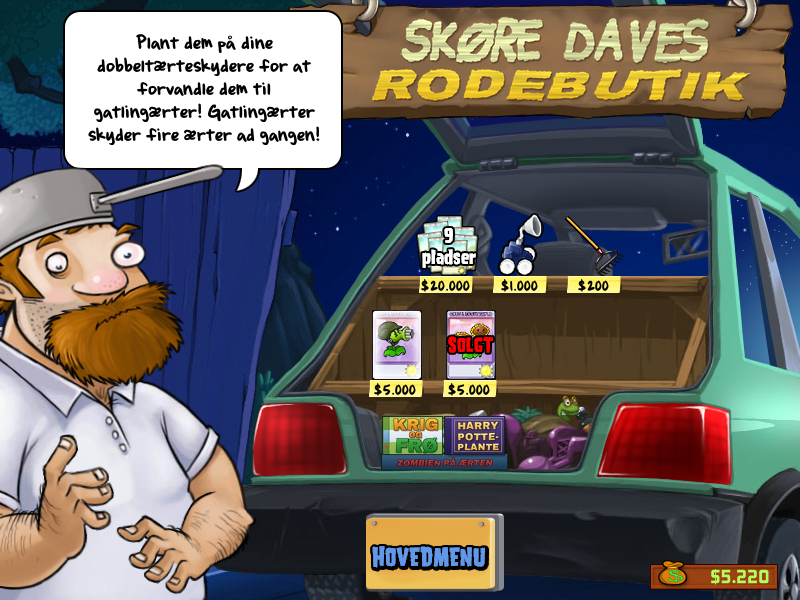 Plant dem på dine
dobbeltærteskydere for at
forvandle dem til
gatlingærter! Gatlingærter
skyder fire ærter ad gangen!
SKØRE DAVES
RODEBUTIK
9
pladser
$20.000
$1.000
$200
SOLGT
$5.000
$5.000
KRIG
OG
FRØ
HARRY
POTTE-
PLANTE
ZOMBIEN PÅ ÆRTEN
HOVEDMENU
$5.220